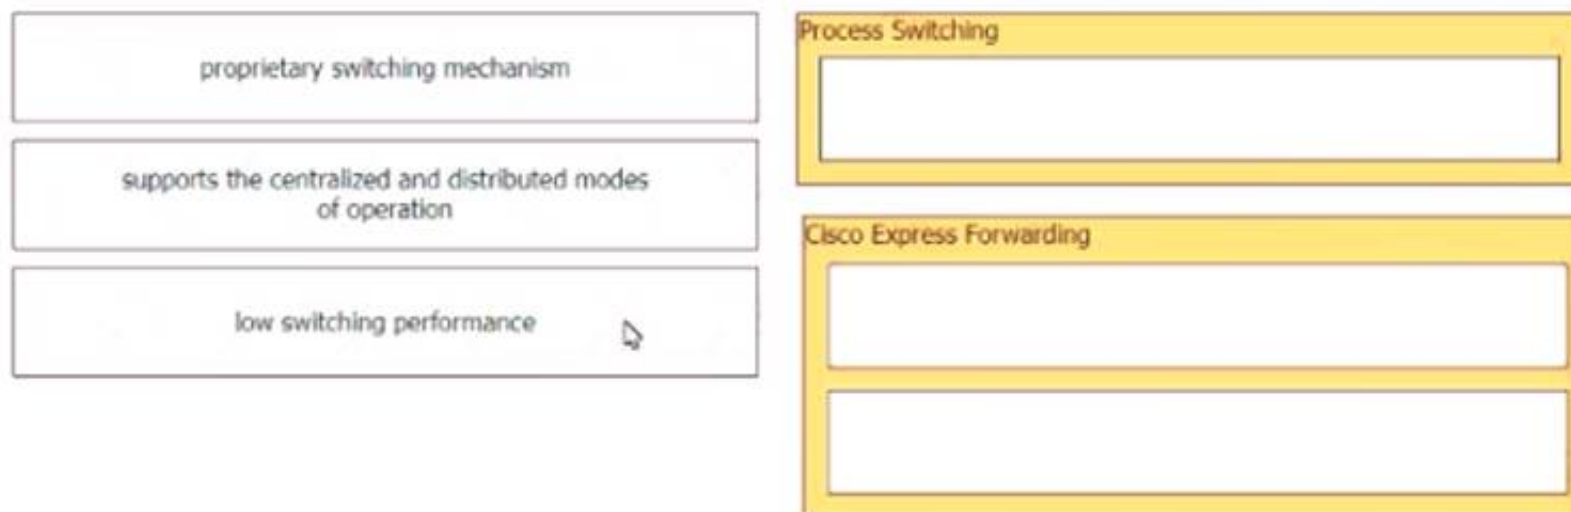 proprietary switching mechanism
supports the centralized and distributed modes
of operation
low switching performance
Process Switching
Cisco Express Forwarding